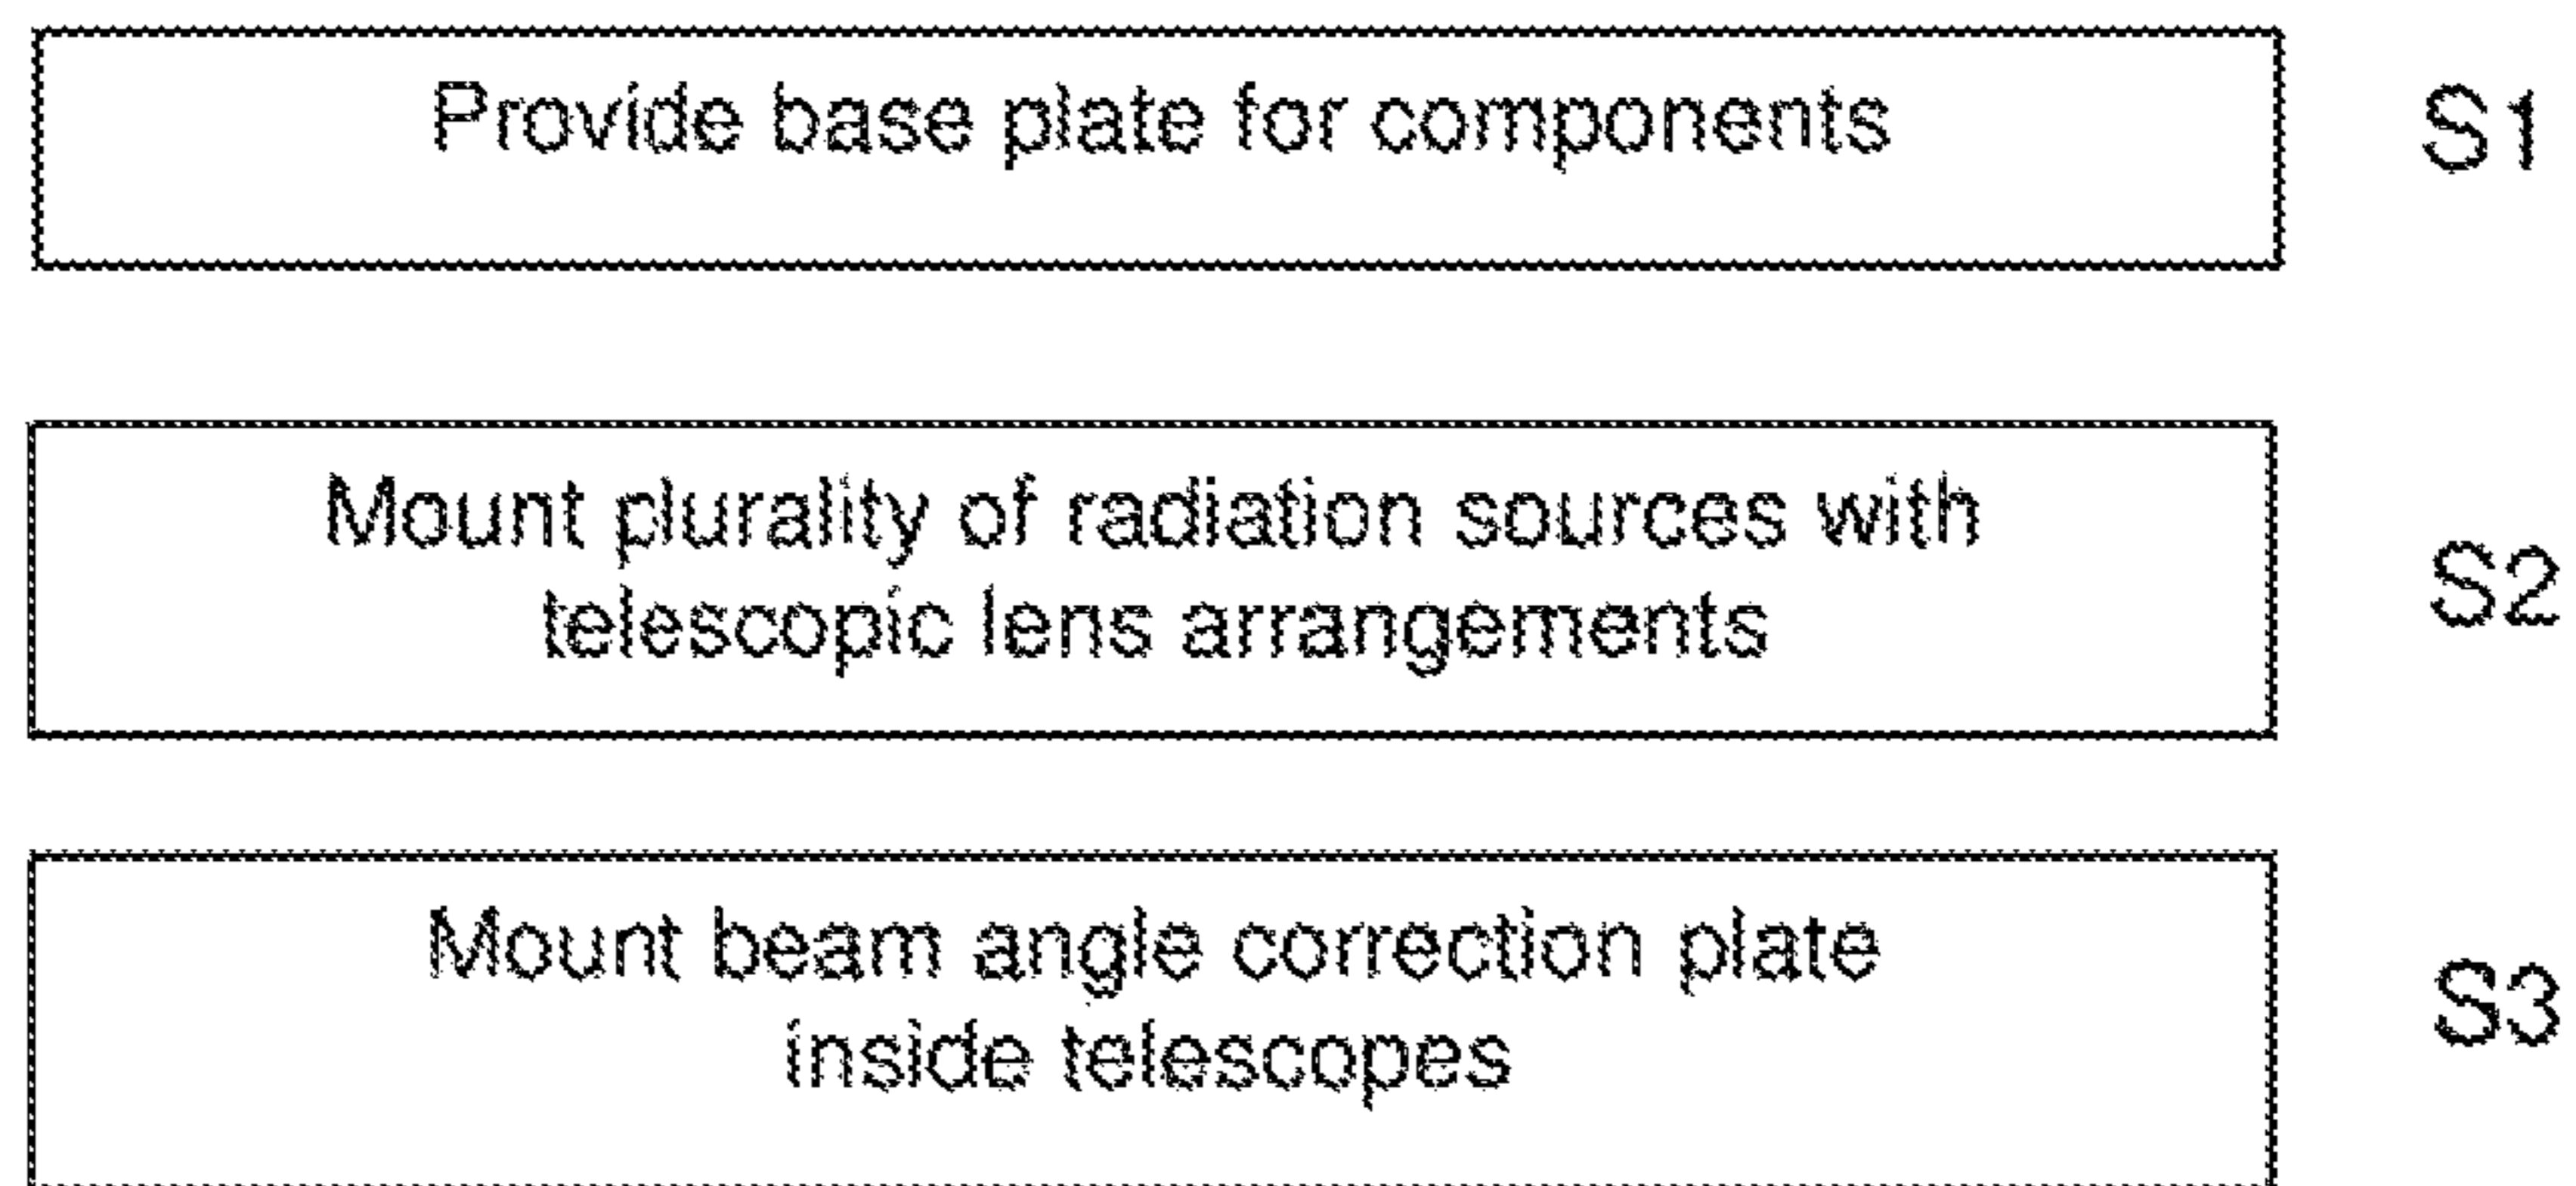 Provide base plate for components
S1
Mount plurality of radiation sources with
telescopic lens arrangements
S2
Mount beam angle correction plate
inside telescopes
S3